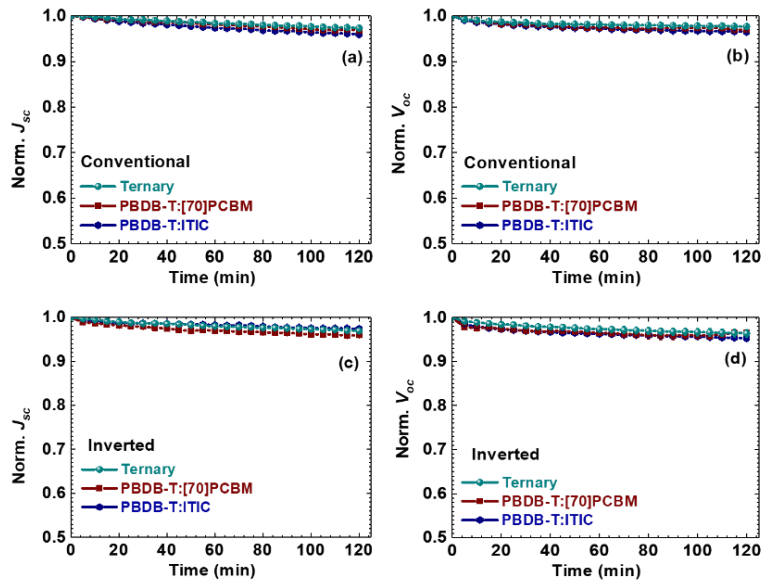 1.0
0.9
0.8
0.7
0.6
0.5
Norm. Jsc
(a)
Conventional
Ternary
PBDB-T:[70]PCBM
PBDB-T:ITIC
0 20 40 60 80 100 120
Time (min)
1.0
0.9
0.8
0.7
0.6
0.5
Norm. Voc
(b)
Conventional
Ternary
PBDB-T:[70]PCBM
PBDB-T:ITIC
0 20 40 60 80 100 120
Time (min)
1.0
0.9
0.8
0.7
0.6
0.5
Norm. Jsc
(c)
Inverted
Ternary
PBDB-T:[70]PCBM
PBDB-T:ITIC
0 20 40 60 80 100 120
Time (min)
1.0
0.9
0.8
0.7
0.6
0.5
Norm. Voc
(d)
Inverted
Ternary
PBDB-T:[70]PCBM
PBDB-T:ITIC
0 20 40 60 80 100 120
Time (min)